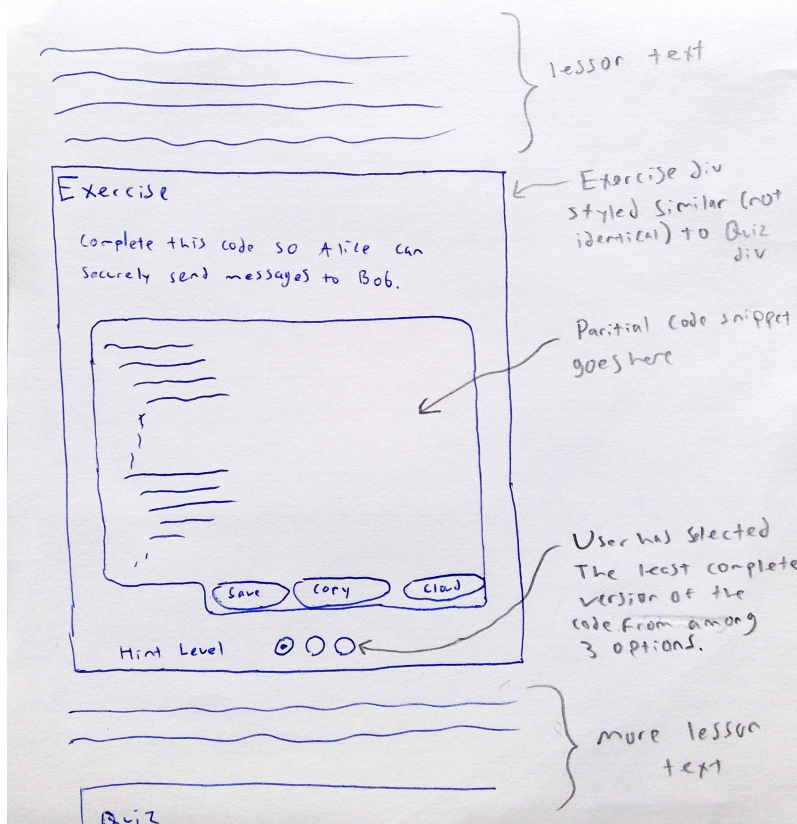 lesson text
Exercise
Exercise div
styled similar (not
identical) to Quiz
div
Complete this code so Alice can
securely send messages to Bob.
Paritial code snippet
goes here
User has selected
The least complete
version of the
code from among
3 options.
Save Copy
Hint Level
more lesson
text
Quiz